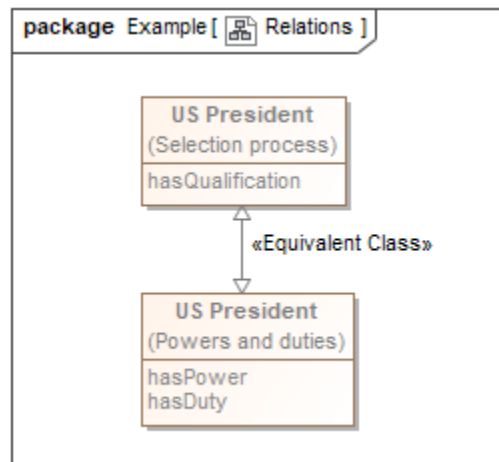 package Example [ Relations ]
US President
(Selection process)
hasQualification
«Equivalent Class»
US President
(Powers and duties)
hasPower
hasDuty